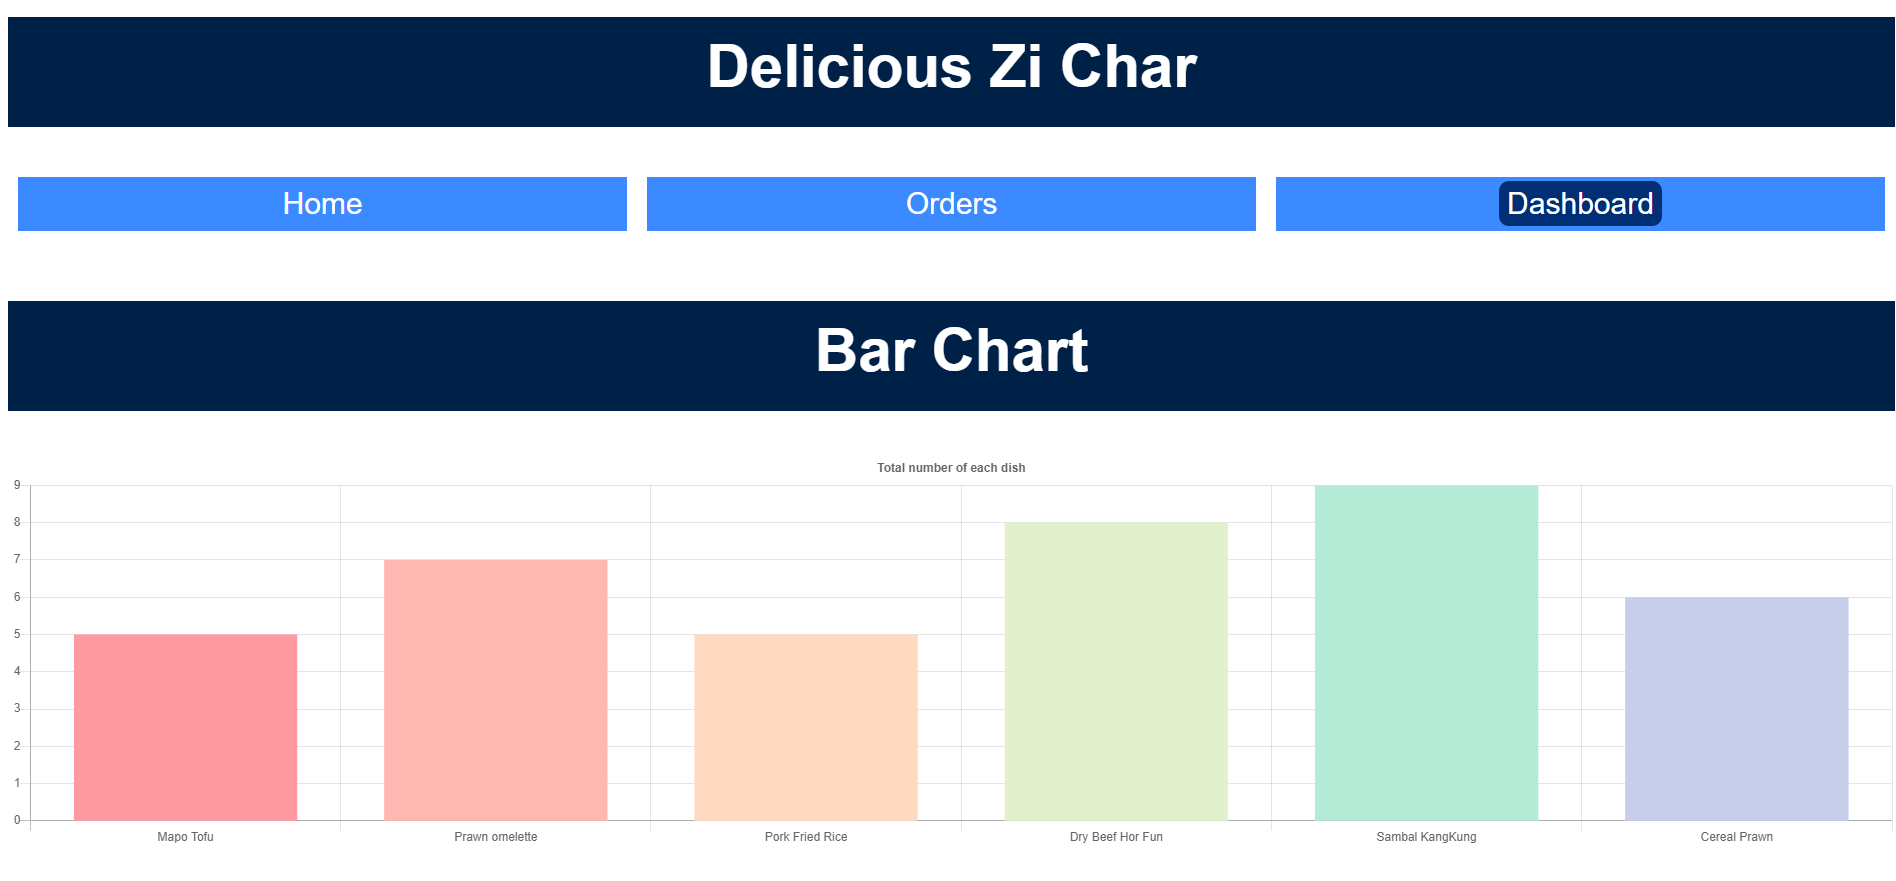 Delicious Zi Char
Home Orders Dashboard
Bar Chart
Total number of each dish
9
8
7
6
5
4
3
2
1
0
Mapo Tofu Prawn omelette Pork Fried Rice Dry Beef Hor Fun Sambal KangKung Cereal Prawn